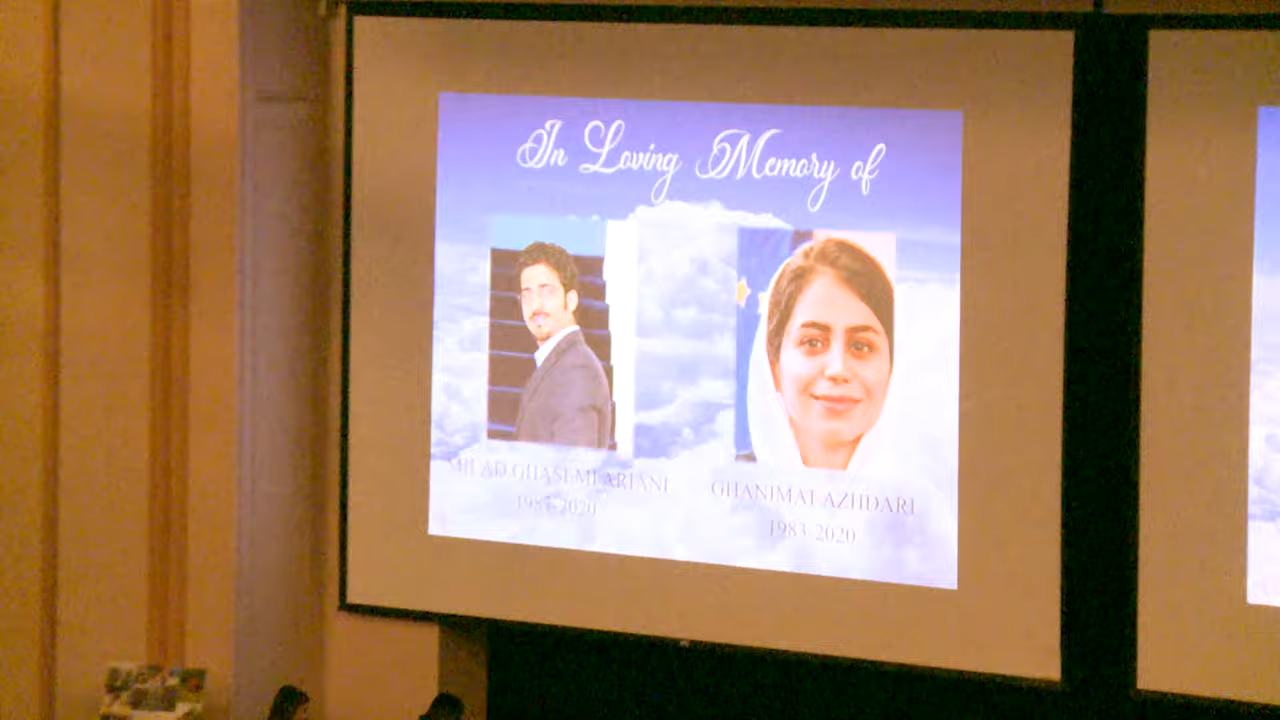 In Loving Memory of
MILAD GHASEMI ARIANI
GHANIMAT AZHDARI
1983-2020